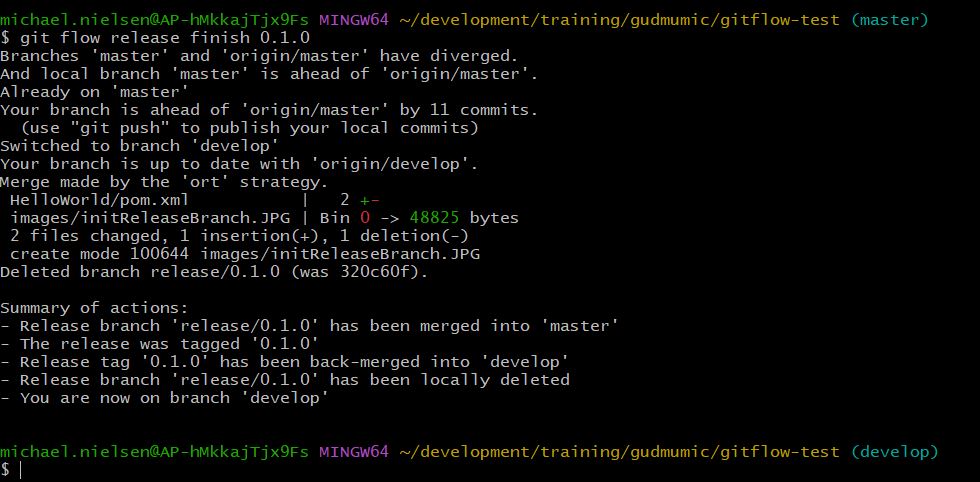 michael.nielsen@AP-hMkkajTjx9Fs MINGW64 ~/development/training/gudmumic/gitflow-test (master)
$ git flow release finish 0.1.0
Branches 'master' and 'origin/master' have diverged.
And local branch 'master' is ahead of 'origin/master'.
Already on 'master'
Your branch is ahead of 'origin/master' by 11 commits.
  (use "git push" to publish your local commits)
Switched to branch 'develop'
Your branch is up to date with 'origin/develop'.
Merge made by the 'ort' strategy.
 HelloWorld/pom.xml           |   2 +-
 images/initReleaseBranch.JPG | Bin 0 -> 48825 bytes
 2 files changed, 1 insertion(+), 1 deletion(-)
 create mode 100644 images/initReleaseBranch.JPG
Deleted branch release/0.1.0 (was 320c60f).

Summary of actions:
- Release branch 'release/0.1.0' has been merged into 'master'
- The release was tagged '0.1.0'
- Release tag '0.1.0' has been back-merged into 'develop'
- Release branch 'release/0.1.0' has been locally deleted
- You are now on branch 'develop'

michael.nielsen@AP-hMkkajTjx9Fs MINGW64 ~/development/training/gudmumic/gitflow-test (develop)
$